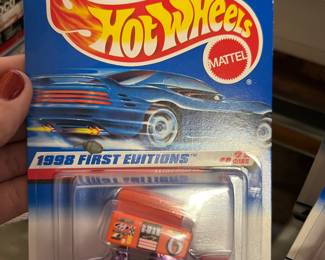 Hot Wheels
MATTEL
1998 FIRST EDITIONS